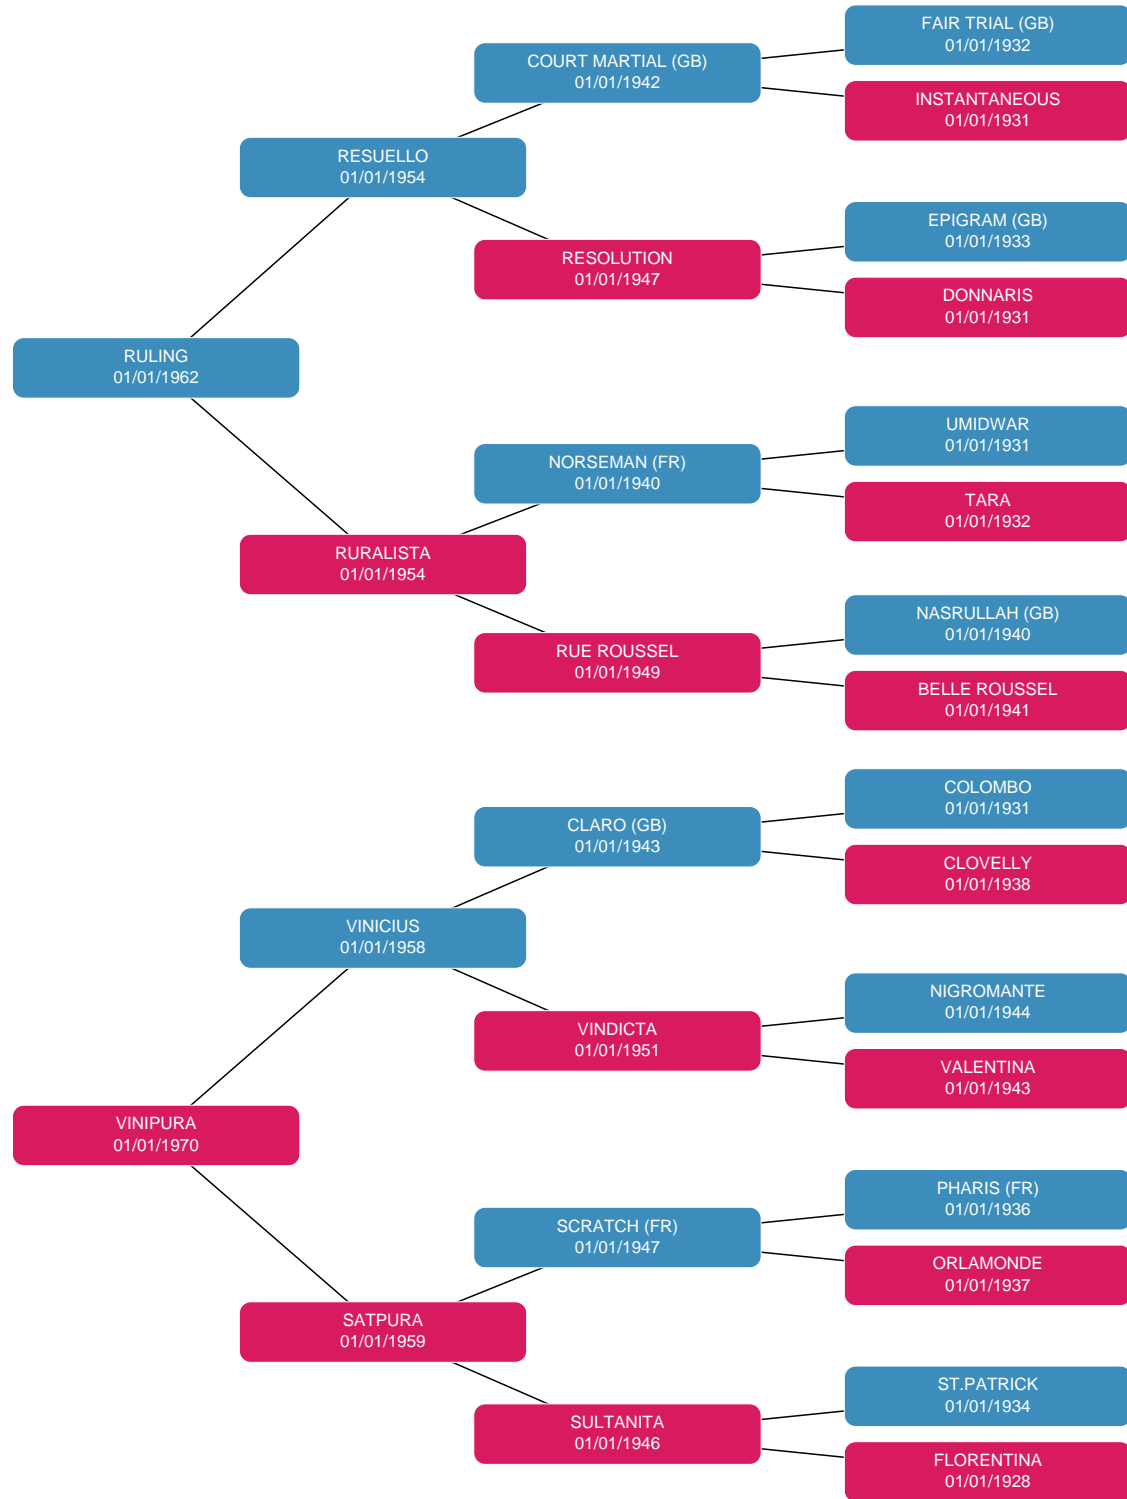 FAIR TRIAL (GB)
01/01/1932
COURT MARTIAL (GB)
01/01/1942
INSTANTANEOUS
01/01/1931
RESUELLO
01/01/1954
EPIGRAM (GB)
01/01/1933
RESOLUTION
01/01/1947
DONNARIS
01/01/1931
RULING
01/01/1962
UMIDWAR
01/01/1931
NORSEMAN (FR)
01/01/1940
TARA
01/01/1932
RURALISTA
01/01/1954
NASRULLAH (GB)
01/01/1940
RUE ROUSSEL
01/01/1949
BELLE ROUSSEL
01/01/1941
COLOMBO
01/01/1931
CLARO (GB)
01/01/1943
CLOVELLY
01/01/1938
VINICIUS
01/01/1958
NIGROMANTE
01/01/1944
VINDICTA
01/01/1951
VALENTINA
01/01/1943
VINIPURA
01/01/1970
PHARIS (FR)
01/01/1936
SCRATCH (FR)
01/01/1947
ORLAMONDE
01/01/1937
SATPURA
01/01/1959
ST.PATRICK
01/01/1934
SULTANITA
01/01/1946
FLORENTINA
01/01/1928